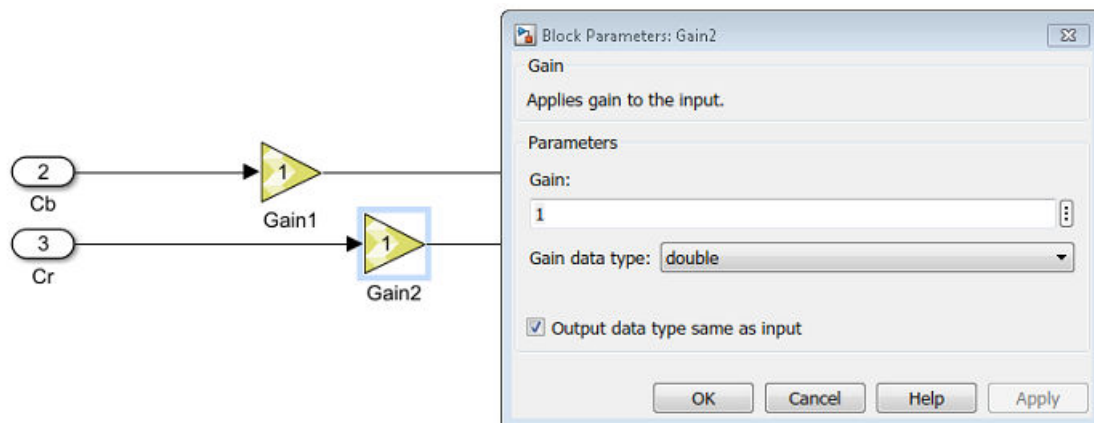 2
Cb
1
Gain1
3
Cr
1
Gain2
Block Parameters: Gain2
Gain
Applies gain to the input.
Parameters
Gain:
1
Gain data type: double
Output data type same as input
OK Cancel Help Apply